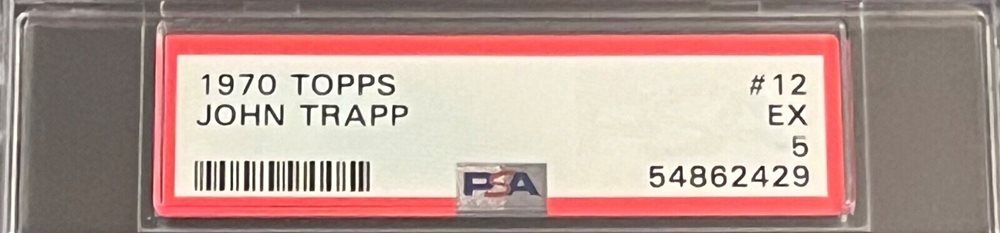 1970 TOPPS #12
JOHN TRAPP EX
5
PSA 54862429